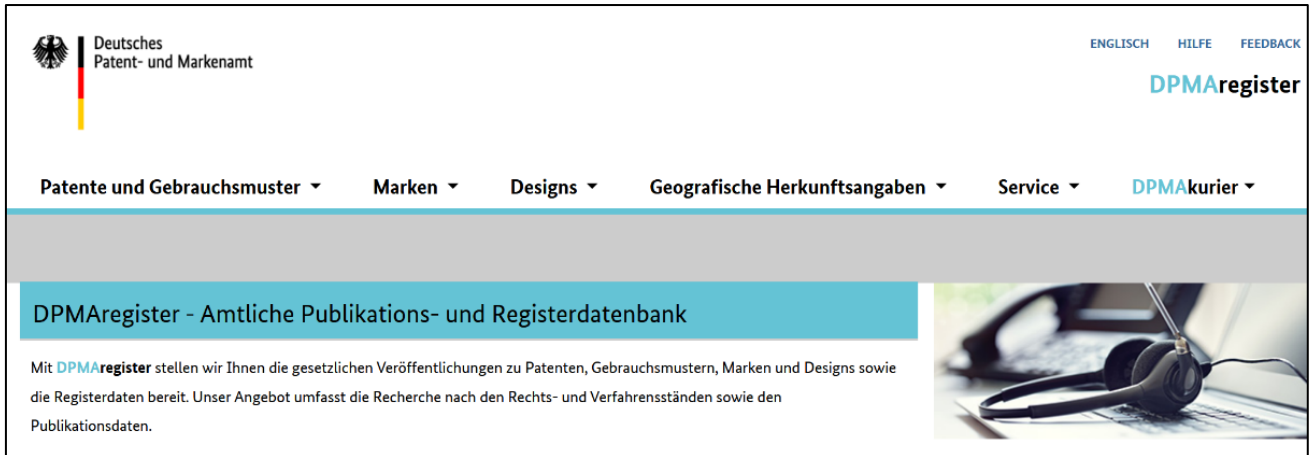 Deutsches
Patent- und Markenamt
ENGLISCH HILFE FEEDBACK
DPMAregister
Patente und Gebrauchsmuster Marken Designs Geografische Herkunftsangaben Service DPMAkurier
DPMAregister - Amtliche Publikations- und Registerdatenbank
Mit DPMAregister stellen wir Ihnen die gesetzlichen Veröffentlichungen zu Patenten, Gebrauchsmustern, Marken und Designs sowie
die Registerdaten bereit. Unser Angebot umfasst die Recherche nach den Rechts- und Verfahrensständen sowie den
Publikationsdaten.